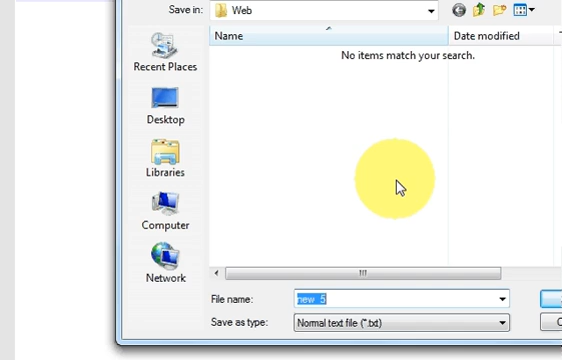 Save in: Web
Name Date modified
No items match your search.
Recent Places
Desktop
Libraries
Computer
Network
File name: new 5
Save as type: Normal text file (*.txt)